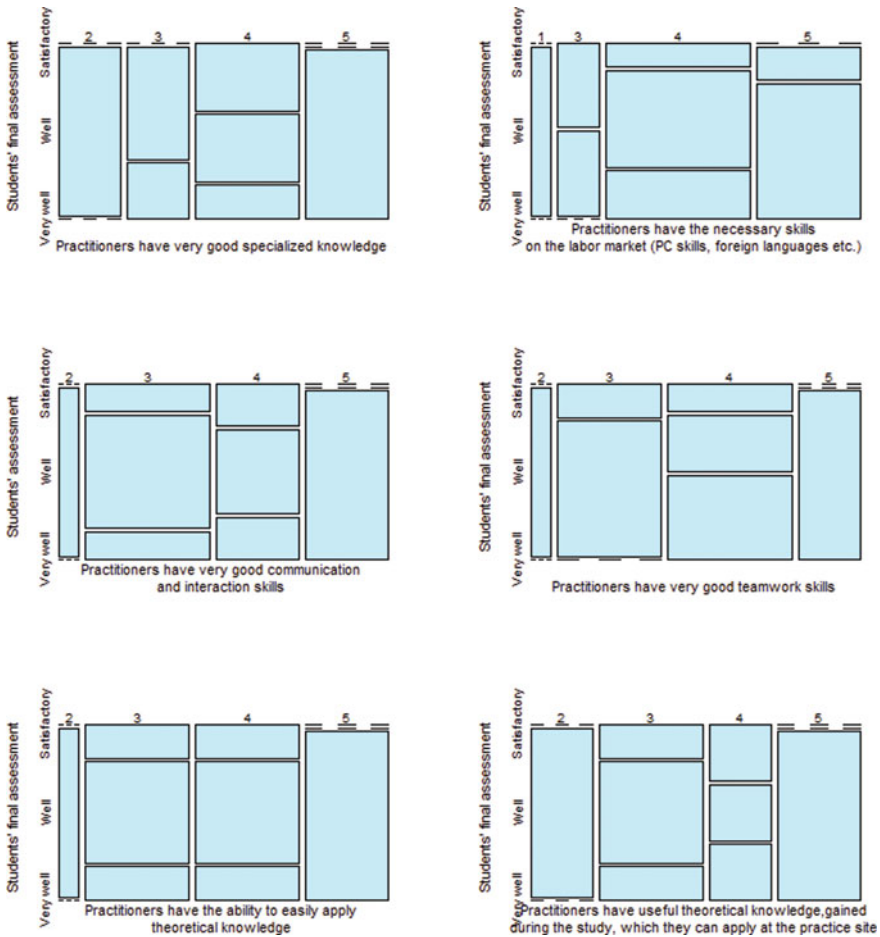 2 3 4 5
Students' final assessment
Satisfactory
Well
Very well
Practitioners have very good specialized knowledge
1 3 4 5
Students' final assessment
Satisfactory
Well
Very well
Practitioners have the necessary skills
on the labor market (PC skills, foreign languages etc.)
2 3 4 5
Students' assessment
Satisfactory
Well
Very well
Practitioners have very good communication
and interaction skills
2 3 4 5
Students' final assessment
Satisfactory
Well
Very well
Practitioners have very good teamwork skills
2 3 4 5
Students' final assessment
Satisfactory
Well
Very well
Practitioners have the ability to easily apply
theoretical knowledge
2 3 4 5
Students' final assessment
Satisfactory
Well
Very well
Practitioners have useful theoretical knowledge,gained
during the study, which they can apply at the practice site